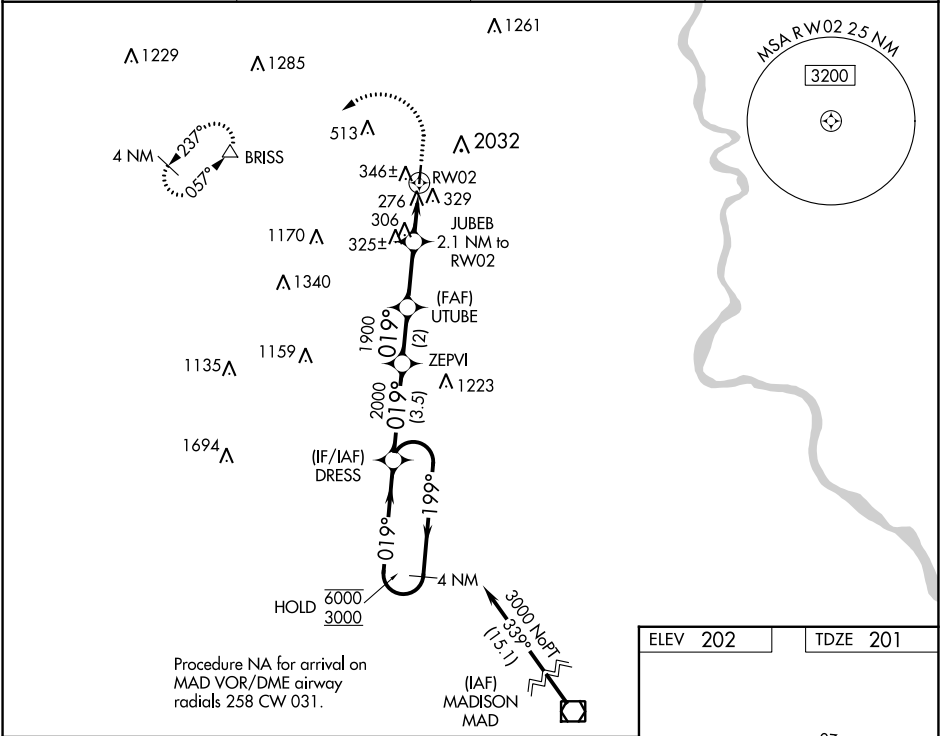 1261
1229
1285
MSA RW02 25 NM
3200
513
2032
4 NM
237°
057°
BRISS
346±
RW02
276
329
306
325±
JUBEB
2.1 NM to
RW02
1170
1340
(FAF)
UTUBE
1900
019°
(2)
1159
1135
ZEPVI
1223
2000
019°
(3.5)
1694
(IF/IAF)
DRESS
019°
199°
4 NM
HOLD
6000
3000
3000 NoPT
339°
(15.1)
Procedure NA for arrival on
MAD VOR/DME airway
radials 258 CW 031.
(IAF)
MADISON
MAD
ELEV 202
TDZE 201